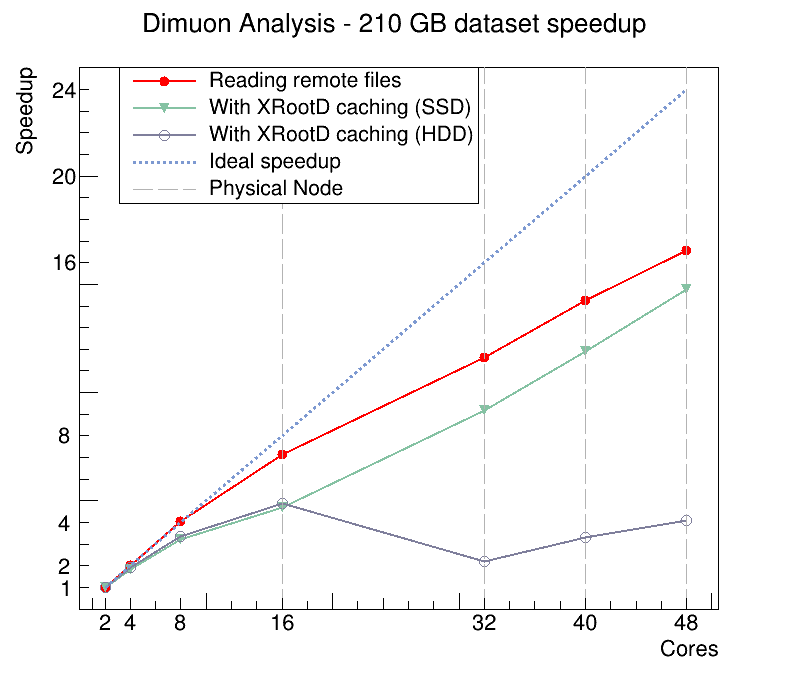 Dimuon Analysis - 210 GB dataset speedup
Speedup
Reading remote files
With XRootD caching (SSD)
With XRootD caching (HDD)
Ideal speedup
Physical Node
24
20
16
8
4
2
1
2 4 8 16 32 40 48
Cores